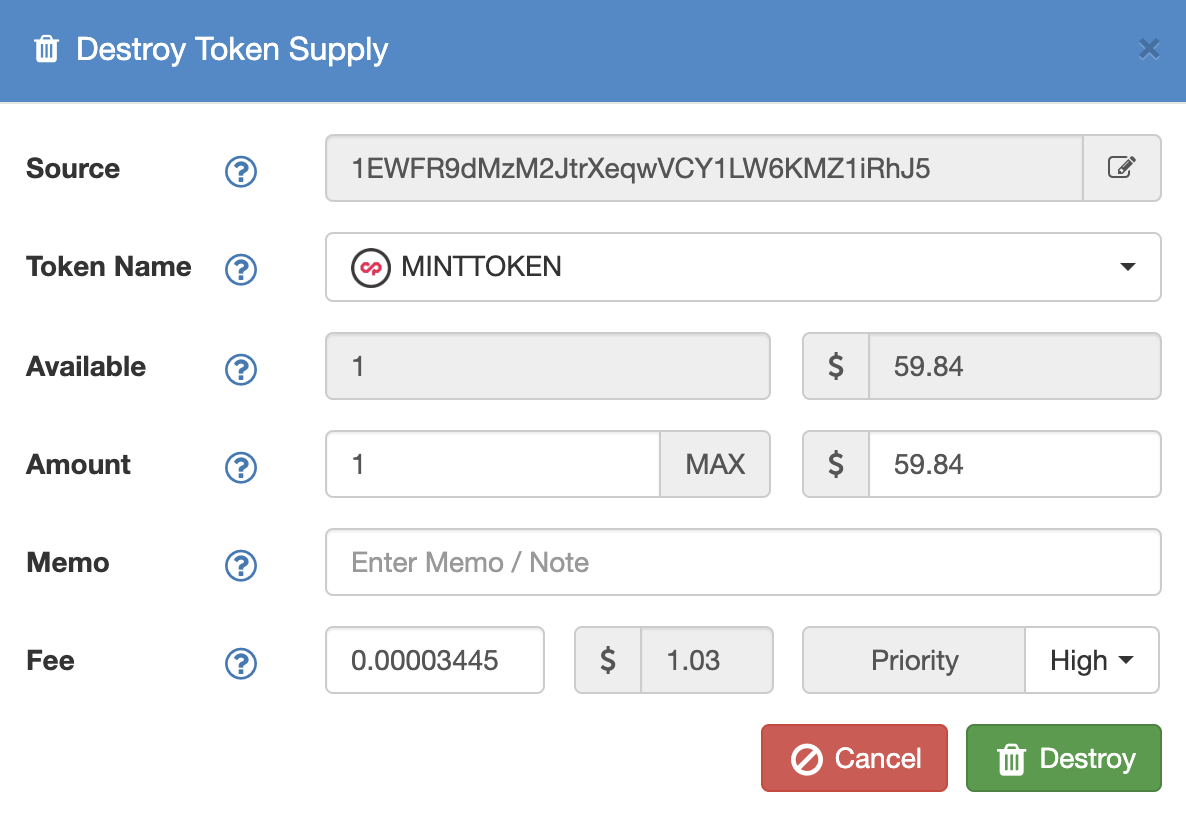 Destroy Token Supply ×
Source ? 1EWFR9dMzM2JtrXeqwVCY1LW6KMZ1iRhJ5
Token Name ? MINTTOKEN
Available ? 1 $ 59.84
Amount ? 1 MAX $ 59.84
Memo ? Enter Memo / Note
Fee ? 0.00003445 $ 1.03 Priority High
Cancel Destroy